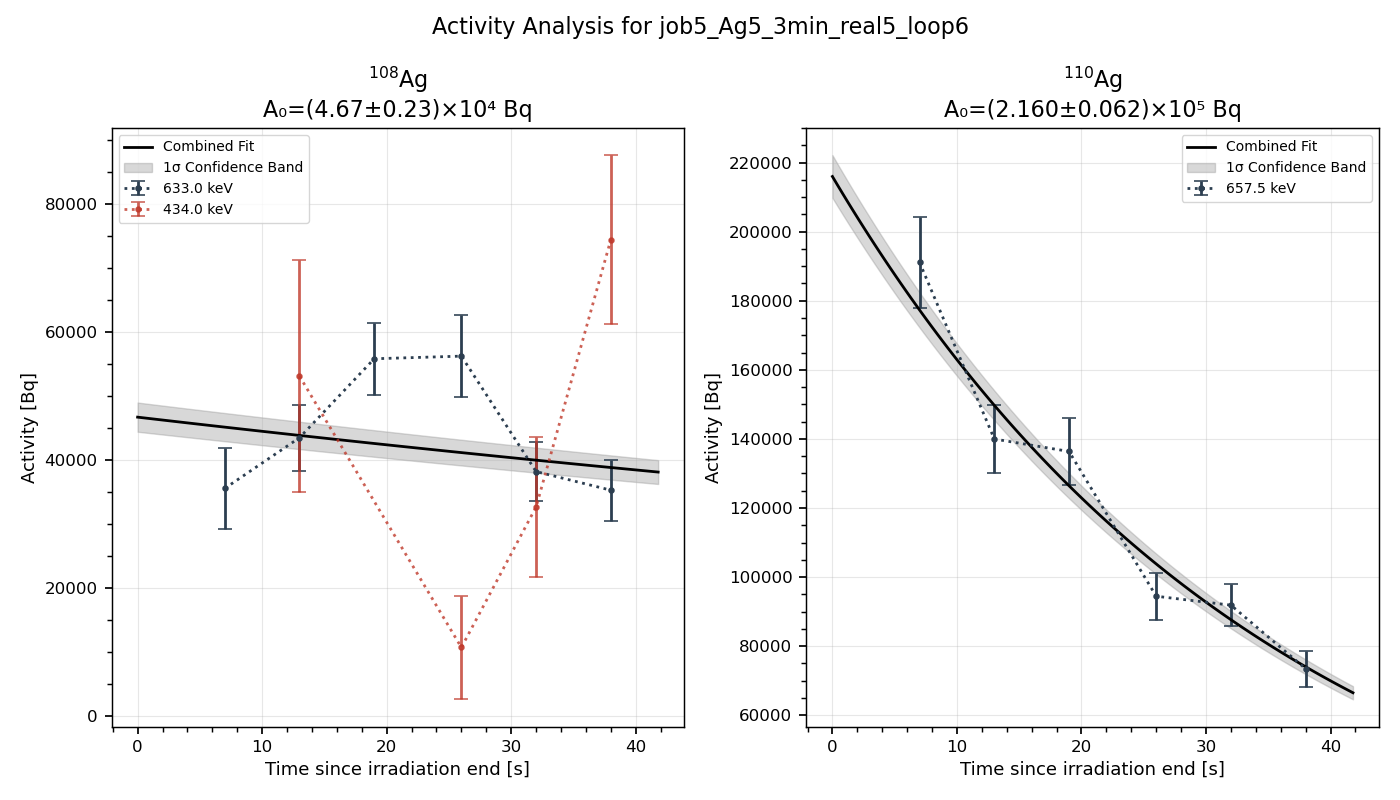 Activity Analysis for job5_Ag5_3min_real5_loop6
¹⁰⁸Ag
A₀=(4.67±0.23)×10⁴ Bq
Combined Fit
1σ Confidence Band
633.0 keV
434.0 keV
Activity [Bq]
80000
60000
40000
20000
0
0
10
20
30
40
Time since irradiation end [s]
¹¹⁰Ag
A₀=(2.160±0.062)×10⁵ Bq
Combined Fit
1σ Confidence Band
657.5 keV
Activity [Bq]
220000
200000
180000
160000
140000
120000
100000
80000
60000
0
10
20
30
40
Time since irradiation end [s]